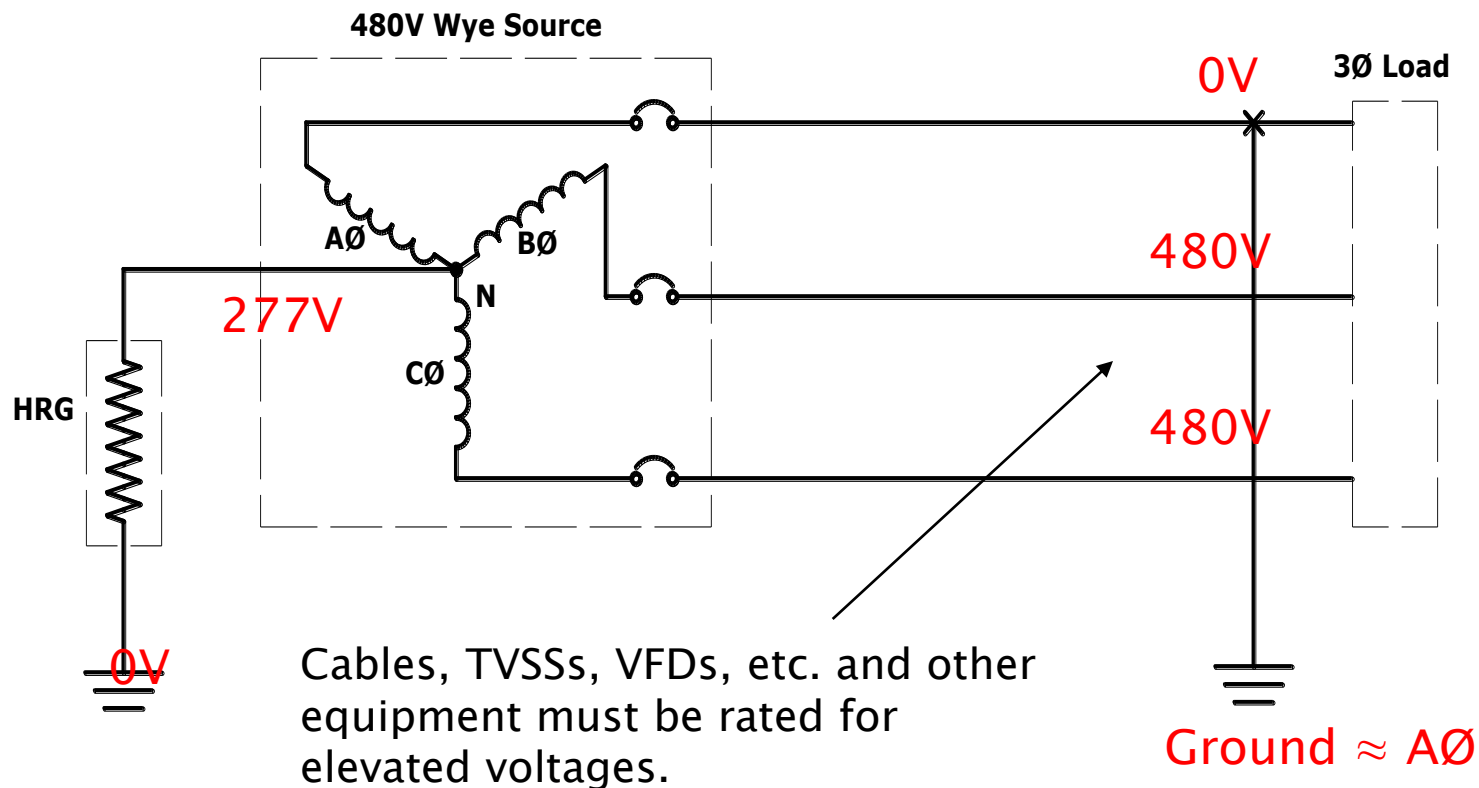 480V Wye Source
0V
3Ø Load
AØ
BØ
480V
N
277V
CØ
HRG
480V
0V
Cables, TVSSs, VFDs, etc. and other
equipment must be rated for
elevated voltages.
Ground ≈ AØ